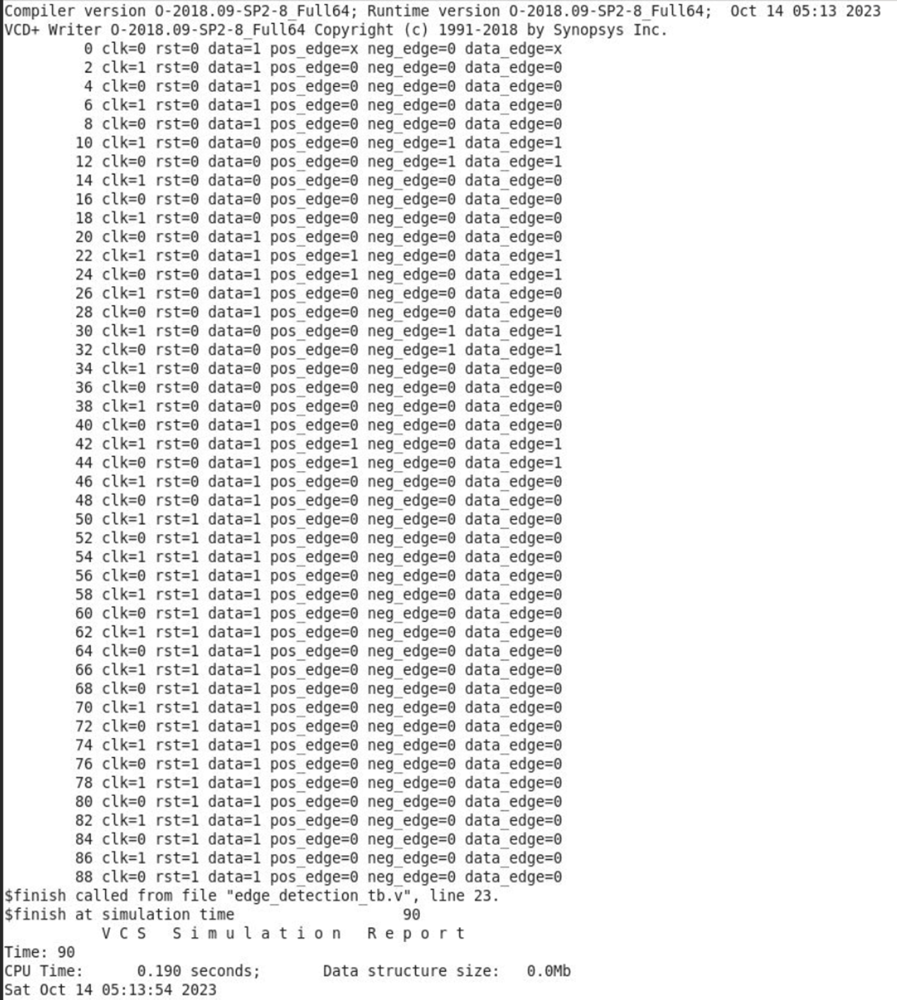 Compiler version O-2018.09-SP2-8_Full64; Runtime version O-2018.09-SP2-8_Full64;  Oct 14 05:13 2023
VCD+ Writer O-2018.09-SP2-8_Full64 Copyright (c) 1991-2018 by Synopsys Inc.
0 clk=0 rst=0 data=1 pos_edge=x neg_edge=0 data_edge=x
2 clk=1 rst=0 data=1 pos_edge=0 neg_edge=0 data_edge=0
4 clk=0 rst=0 data=1 pos_edge=0 neg_edge=0 data_edge=0
6 clk=1 rst=0 data=1 pos_edge=0 neg_edge=0 data_edge=0
8 clk=0 rst=0 data=1 pos_edge=0 neg_edge=0 data_edge=0
10 clk=1 rst=0 data=0 pos_edge=0 neg_edge=1 data_edge=1
12 clk=0 rst=0 data=0 pos_edge=0 neg_edge=1 data_edge=1
14 clk=1 rst=0 data=0 pos_edge=0 neg_edge=0 data_edge=0
16 clk=0 rst=0 data=0 pos_edge=0 neg_edge=0 data_edge=0
18 clk=1 rst=0 data=0 pos_edge=0 neg_edge=0 data_edge=0
20 clk=0 rst=0 data=1 pos_edge=0 neg_edge=0 data_edge=0
22 clk=1 rst=0 data=1 pos_edge=1 neg_edge=0 data_edge=1
24 clk=0 rst=0 data=1 pos_edge=1 neg_edge=0 data_edge=1
26 clk=1 rst=0 data=1 pos_edge=0 neg_edge=0 data_edge=0
28 clk=0 rst=0 data=1 pos_edge=0 neg_edge=0 data_edge=0
30 clk=1 rst=0 data=0 pos_edge=0 neg_edge=1 data_edge=1
32 clk=0 rst=0 data=0 pos_edge=0 neg_edge=1 data_edge=1
34 clk=1 rst=0 data=0 pos_edge=0 neg_edge=0 data_edge=0
36 clk=0 rst=0 data=0 pos_edge=0 neg_edge=0 data_edge=0
38 clk=1 rst=0 data=0 pos_edge=0 neg_edge=0 data_edge=0
40 clk=0 rst=0 data=1 pos_edge=0 neg_edge=0 data_edge=0
42 clk=1 rst=0 data=1 pos_edge=1 neg_edge=0 data_edge=1
44 clk=0 rst=0 data=1 pos_edge=1 neg_edge=0 data_edge=1
46 clk=1 rst=0 data=1 pos_edge=0 neg_edge=0 data_edge=0
48 clk=0 rst=0 data=1 pos_edge=0 neg_edge=0 data_edge=0
50 clk=1 rst=1 data=1 pos_edge=0 neg_edge=0 data_edge=0
52 clk=0 rst=1 data=1 pos_edge=0 neg_edge=0 data_edge=0
54 clk=1 rst=1 data=1 pos_edge=0 neg_edge=0 data_edge=0
56 clk=0 rst=1 data=1 pos_edge=0 neg_edge=0 data_edge=0
58 clk=1 rst=1 data=1 pos_edge=0 neg_edge=0 data_edge=0
60 clk=0 rst=1 data=1 pos_edge=0 neg_edge=0 data_edge=0
62 clk=1 rst=1 data=1 pos_edge=0 neg_edge=0 data_edge=0
64 clk=0 rst=1 data=1 pos_edge=0 neg_edge=0 data_edge=0
66 clk=1 rst=1 data=1 pos_edge=0 neg_edge=0 data_edge=0
68 clk=0 rst=1 data=1 pos_edge=0 neg_edge=0 data_edge=0
70 clk=1 rst=1 data=1 pos_edge=0 neg_edge=0 data_edge=0
72 clk=0 rst=1 data=1 pos_edge=0 neg_edge=0 data_edge=0
74 clk=1 rst=1 data=1 pos_edge=0 neg_edge=0 data_edge=0
76 clk=0 rst=1 data=1 pos_edge=0 neg_edge=0 data_edge=0
78 clk=1 rst=1 data=1 pos_edge=0 neg_edge=0 data_edge=0
80 clk=0 rst=1 data=1 pos_edge=0 neg_edge=0 data_edge=0
82 clk=1 rst=1 data=1 pos_edge=0 neg_edge=0 data_edge=0
84 clk=0 rst=1 data=1 pos_edge=0 neg_edge=0 data_edge=0
86 clk=1 rst=1 data=1 pos_edge=0 neg_edge=0 data_edge=0
88 clk=0 rst=1 data=1 pos_edge=0 neg_edge=0 data_edge=0
$finish called from file "edge_detection_tb.v", line 23.
$finish at simulation time                   90
V C S   S i m u l a t i o n   R e p o r t
Time: 90
CPU Time:      0.190 seconds;       Data structure size:   0.0Mb
Sat Oct 14 05:13:54 2023